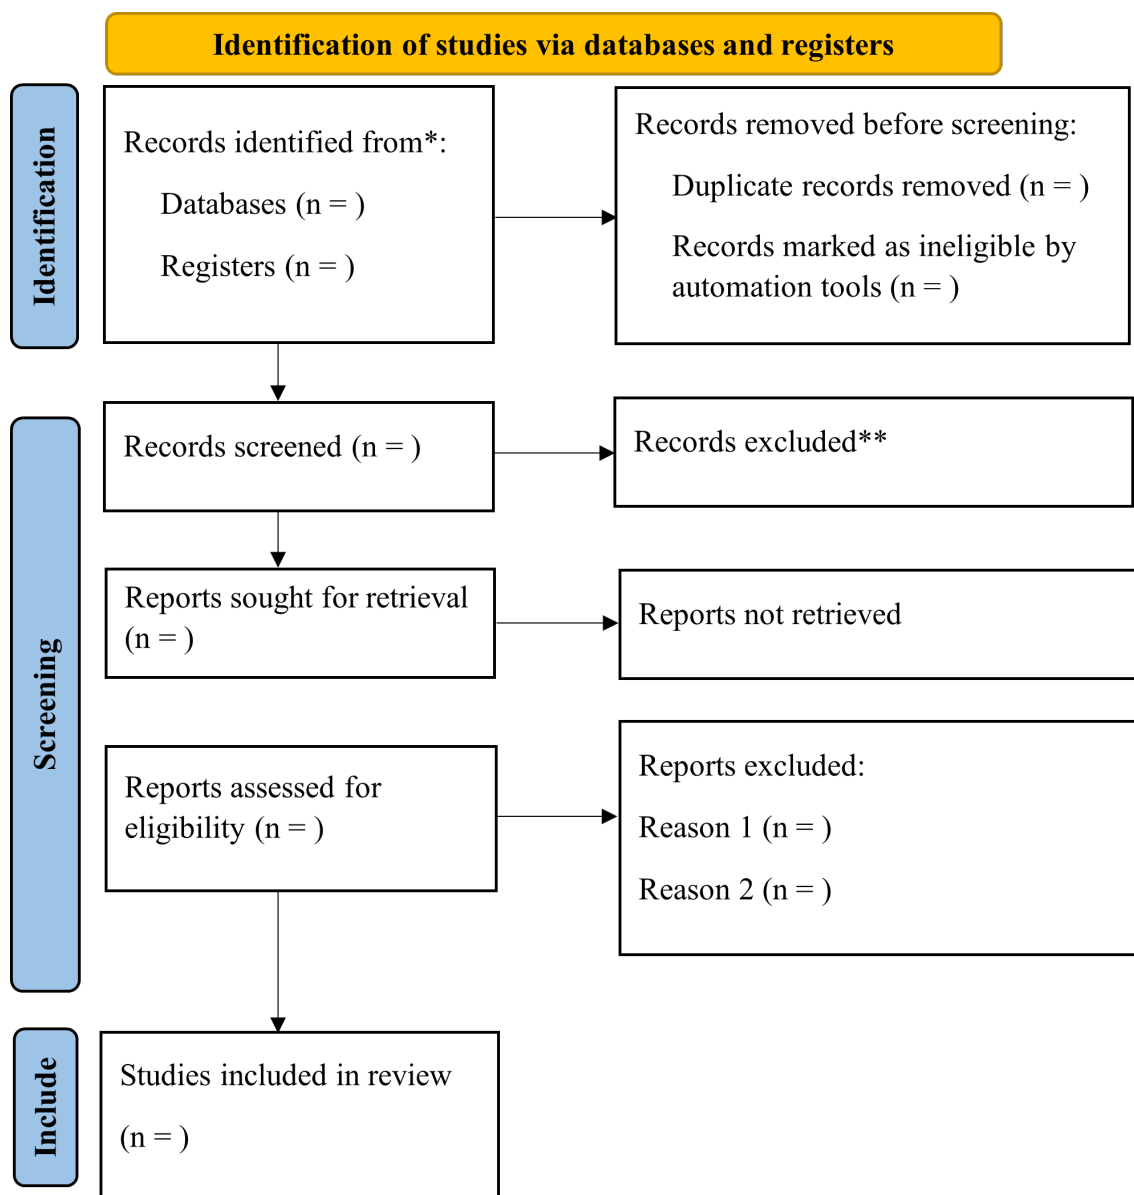 Identification of studies via databases and registers
Identification
Records identified from*:
Databases (n = )
Registers (n = )
Records removed before screening:
Duplicate records removed (n = )
Records marked as ineligible by
automation tools (n = )
Screening
Records screened (n = )
Records excluded**
Reports sought for retrieval
(n = )
Reports not retrieved
Reports assessed for
eligibility (n = )
Reports excluded:
Reason 1 (n = )
Reason 2 (n = )
Include
Studies included in review
(n = )